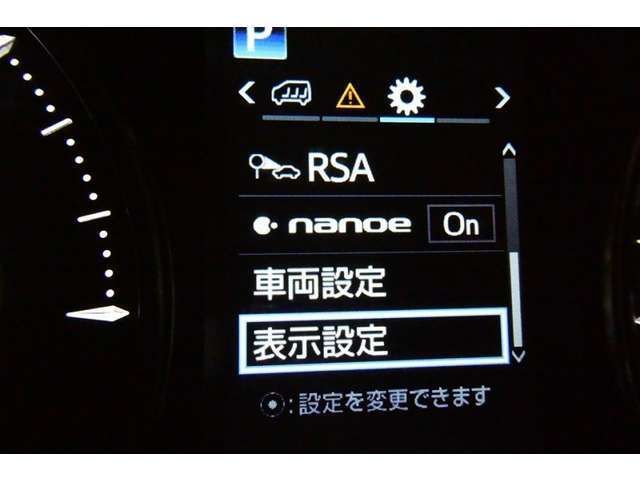 P
RSA
nanoe On
車両設定
表示設定
:設定を変更できます